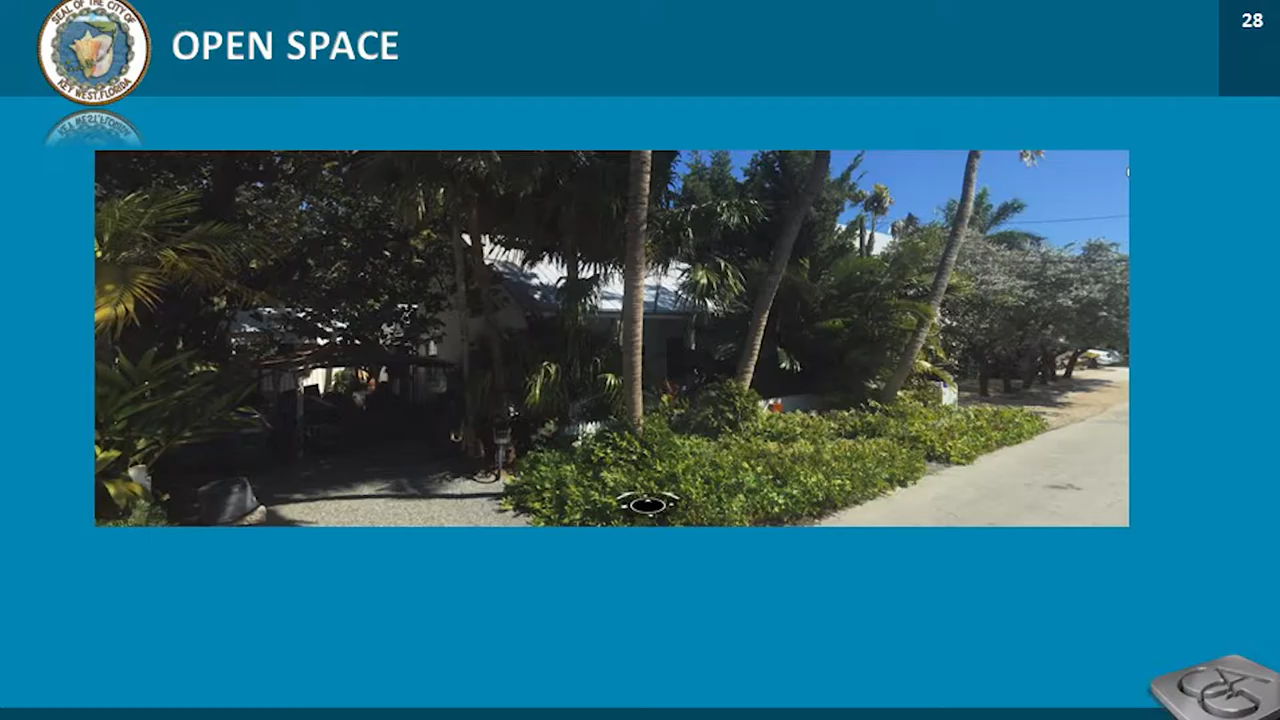 SEAL OF THE CITY OF
KEY WEST, FLORIDA
OPEN SPACE
28